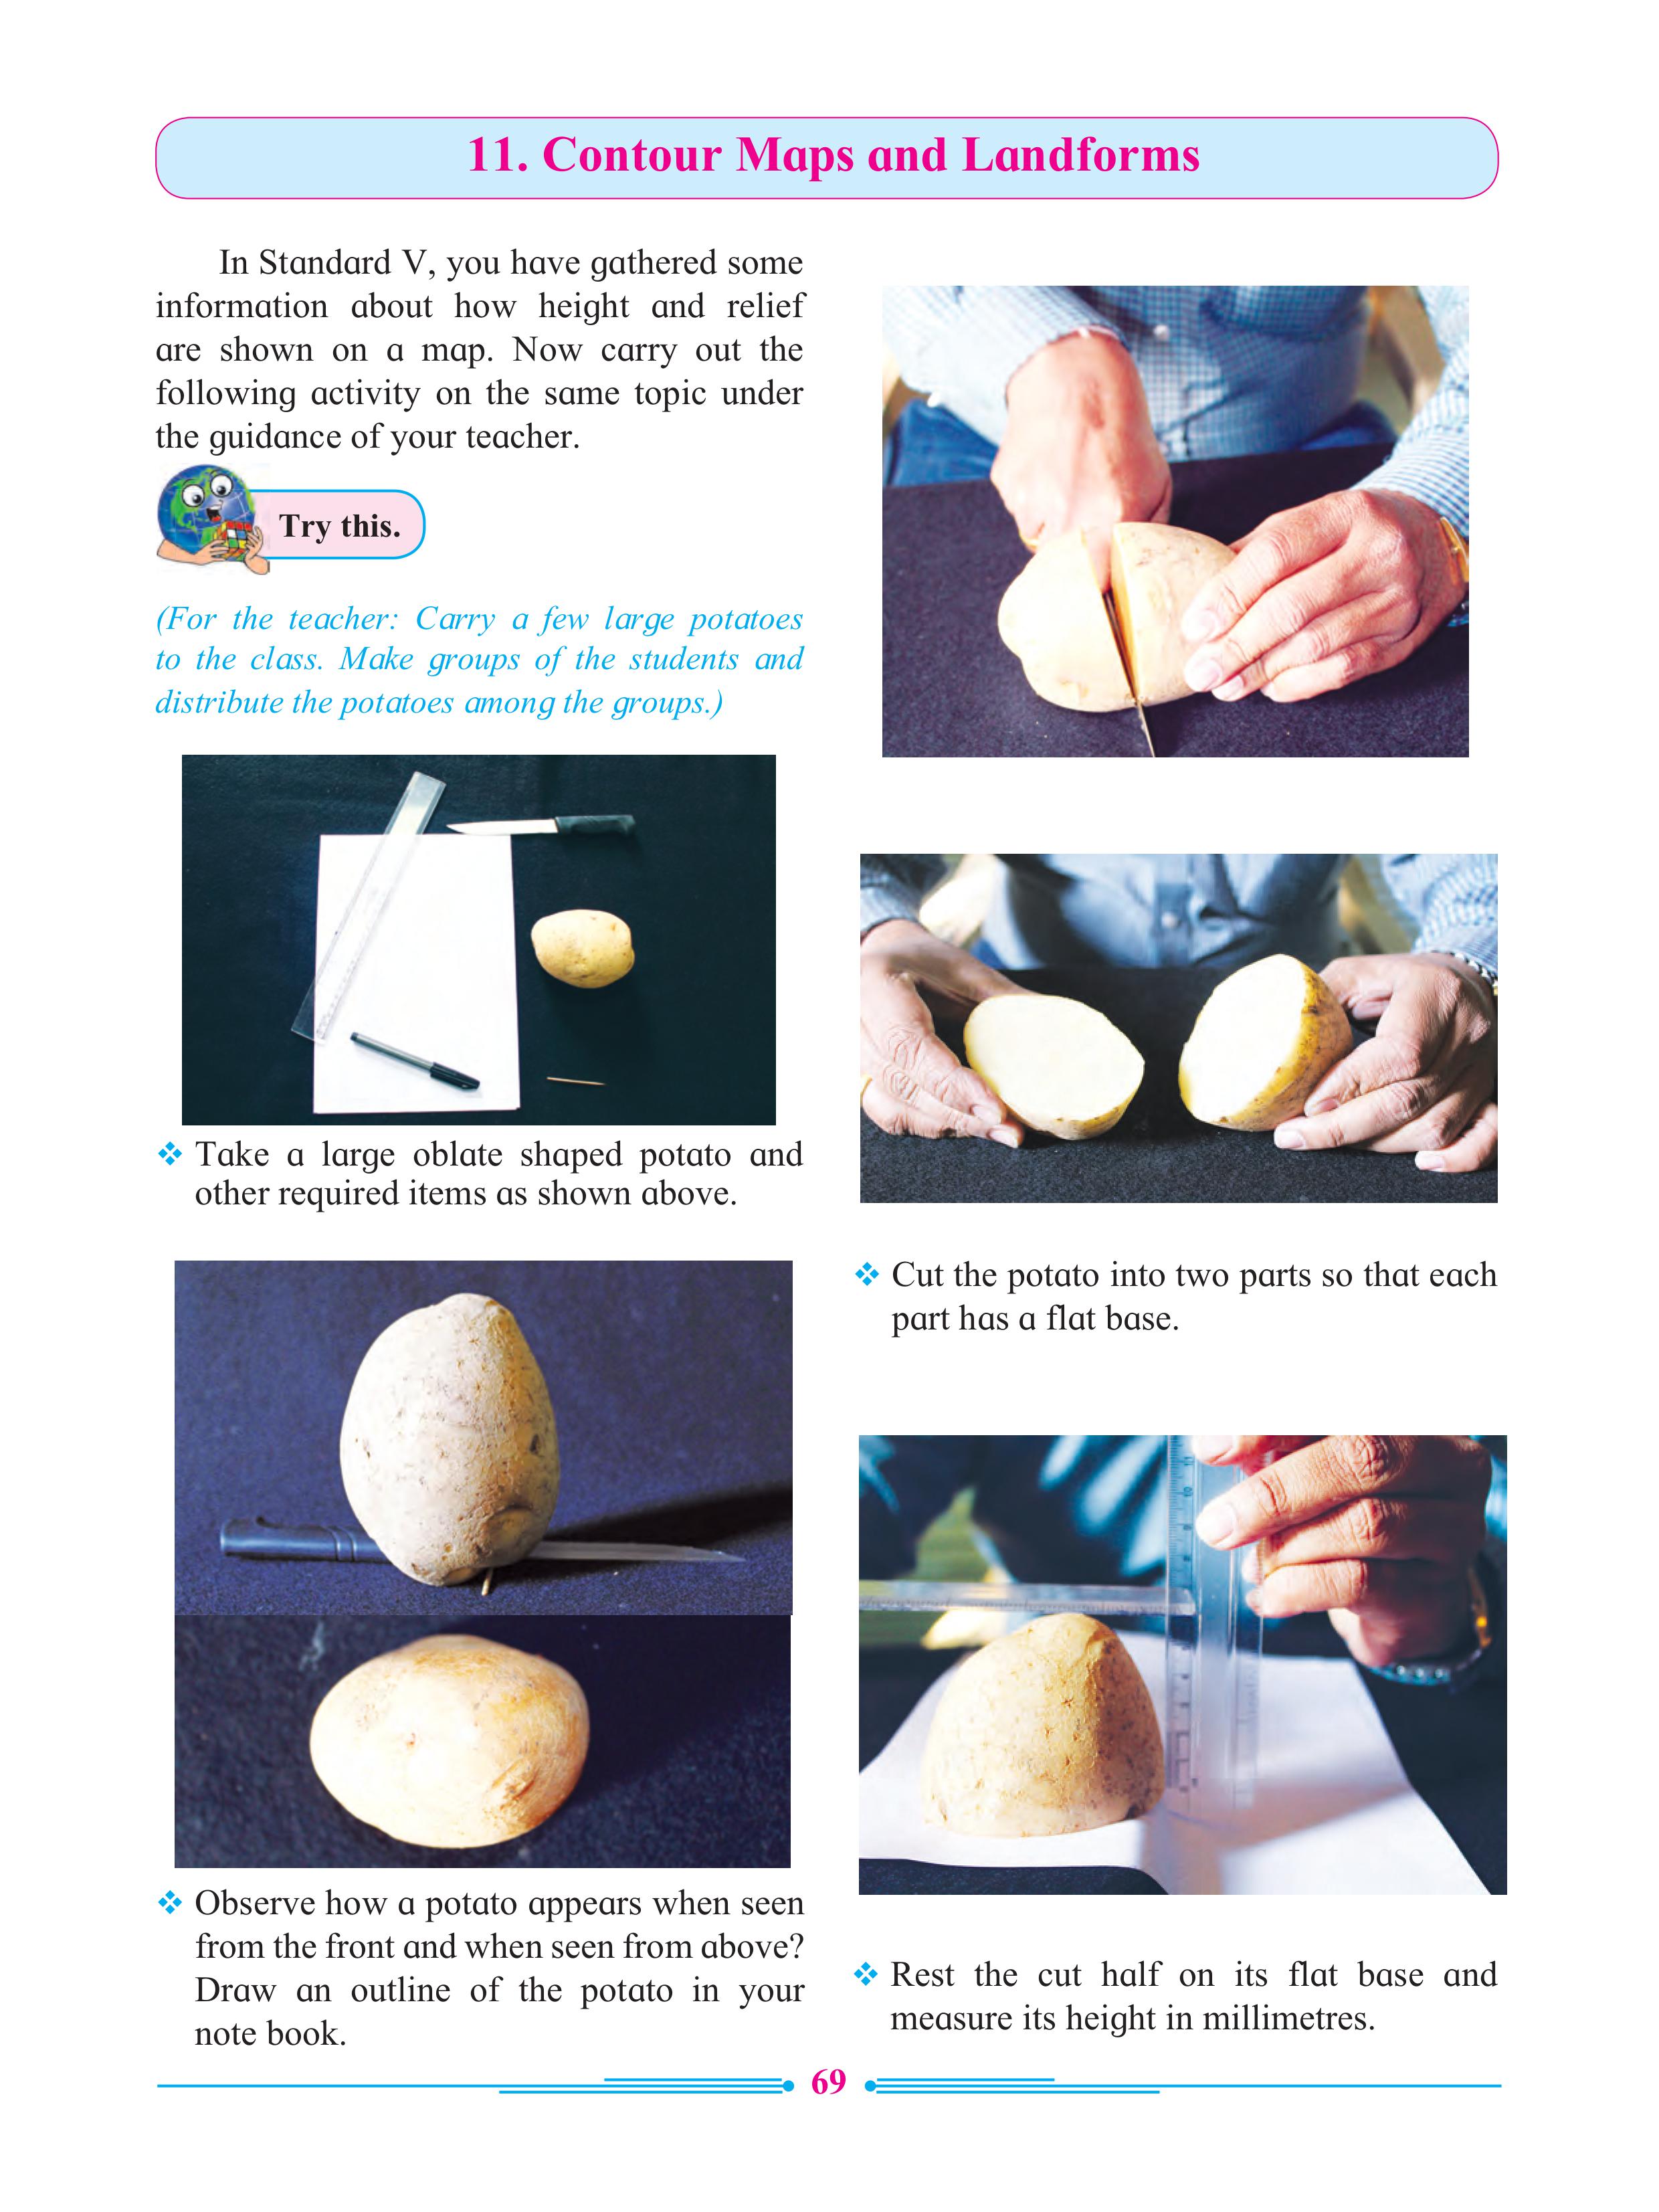 11. Contour Maps and Landforms
In Standard V, you have gathered some
information about how height and relief
are shown on a map. Now carry out the
following activity on the same topic under
the guidance of your teacher.
Try this.
(For the teacher: Carry a few large potatoes
to the class. Make groups of the students and
distribute the potatoes among the groups.)
❖ Take a large oblate shaped potato and
other required items as shown above.
❖ Observe how a potato appears when seen
from the front and when seen from above?
Draw an outline of the potato in your
note book.
❖ Cut the potato into two parts so that each
part has a flat base.
❖ Rest the cut half on its flat base and
measure its height in millimetres.
69